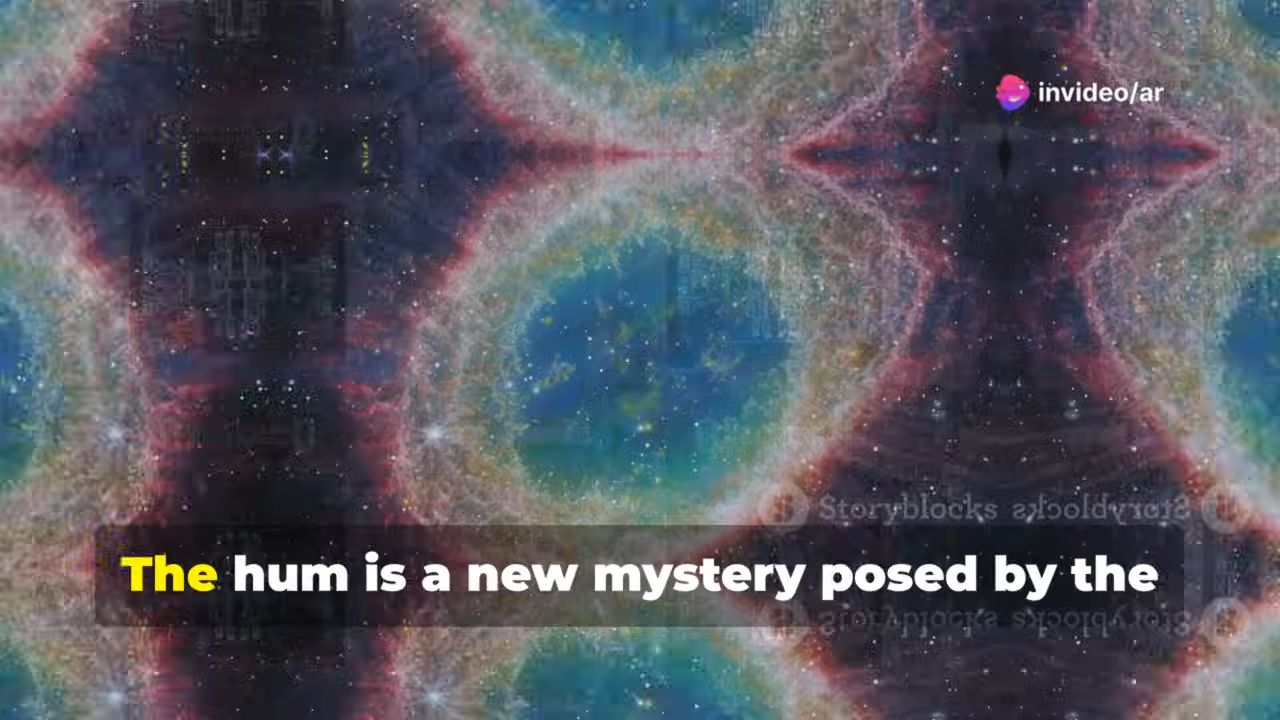 invideo/ar
Storyblocks
The hum is a new mystery posed by the